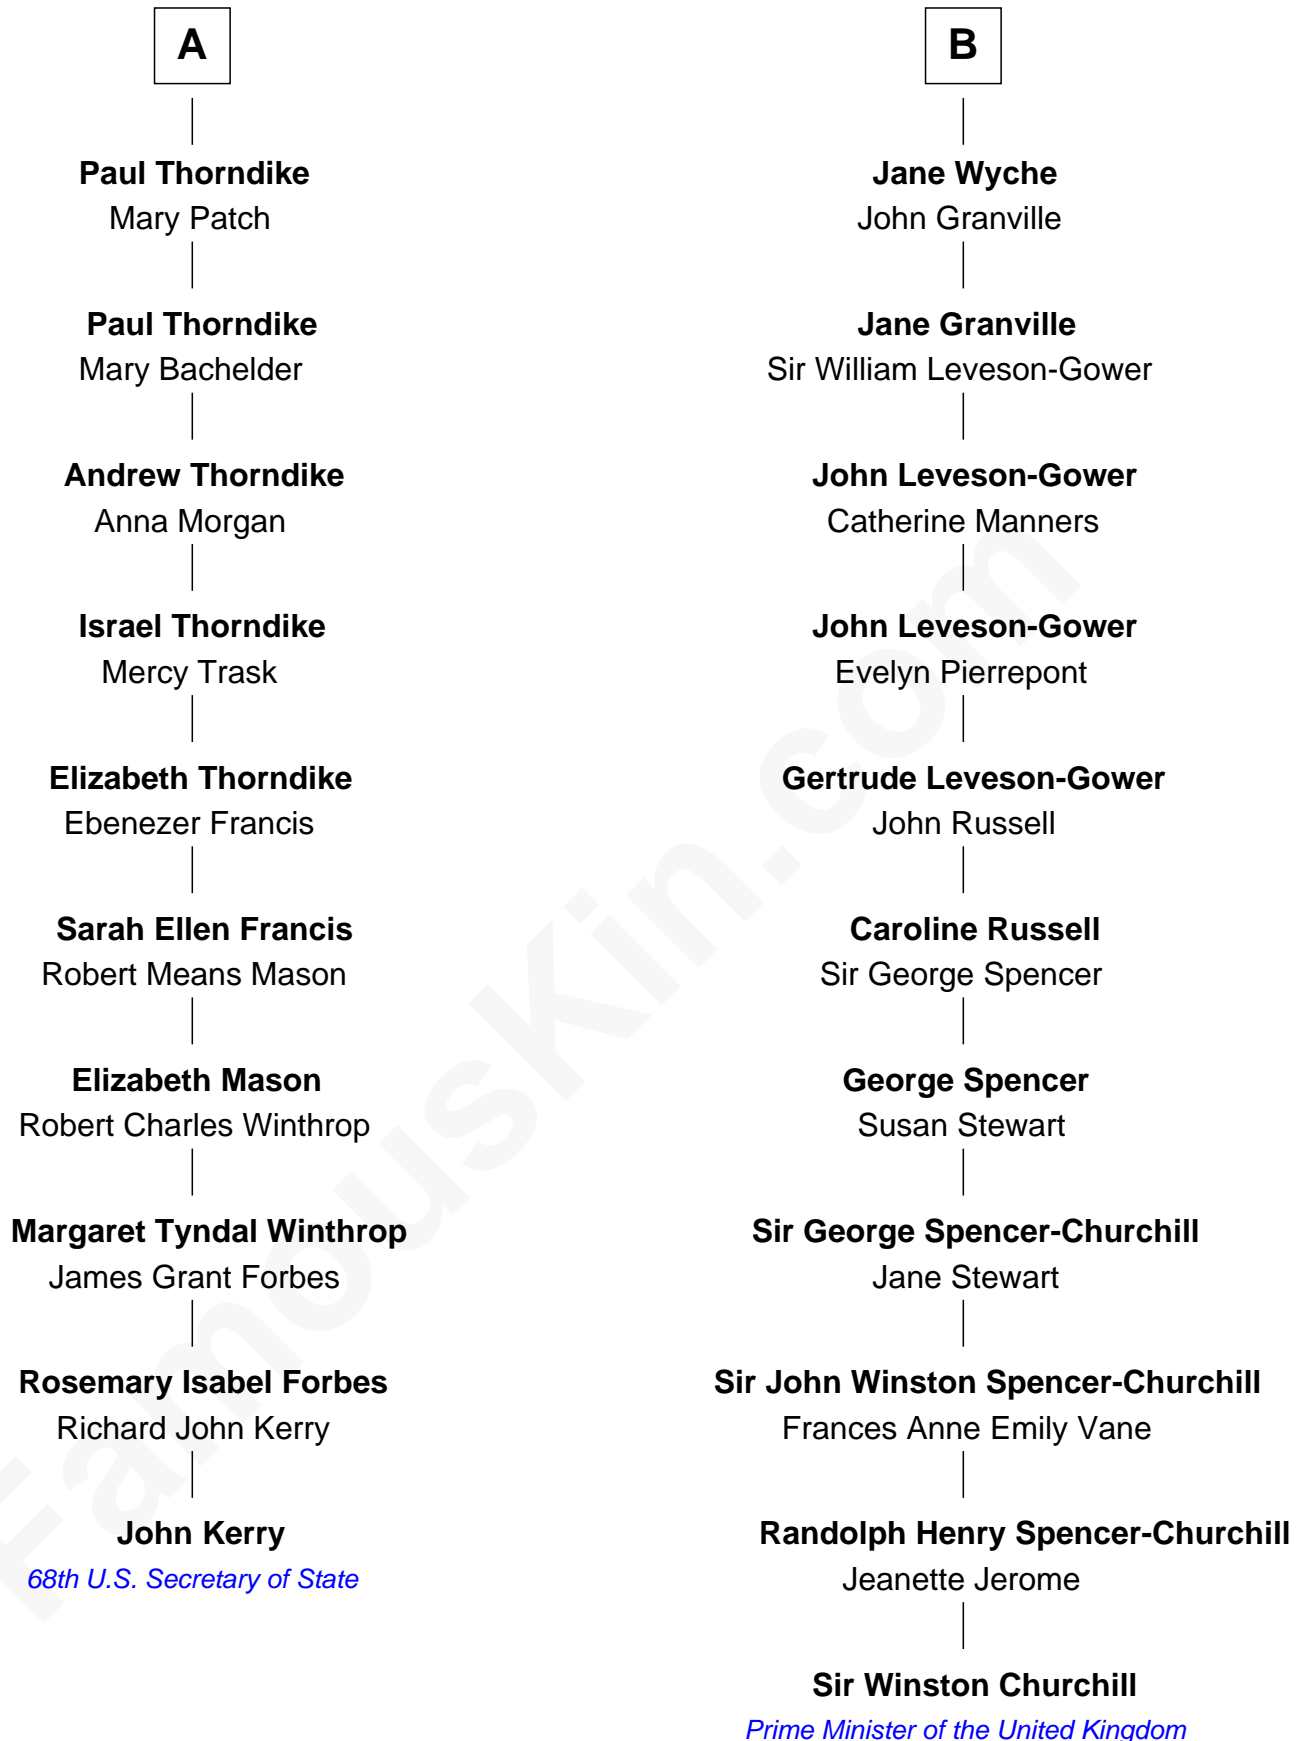 A
Paul Thorndike
Mary Patch
Paul Thorndike
Mary Bachelder
Andrew Thorndike
Anna Morgan
Israel Thorndike
Mercy Trask
Elizabeth Thorndike
Ebenezer Francis
Sarah Ellen Francis
Robert Means Mason
Elizabeth Mason
Robert Charles Winthrop
Margaret Tyndal Winthrop
James Grant Forbes
Rosemary Isabel Forbes
Richard John Kerry
John Kerry
68th U.S. Secretary of State
B
Jane Wyche
John Granville
Jane Granville
Sir William Leveson-Gower
John Leveson-Gower
Catherine Manners
John Leveson-Gower
Evelyn Pierrepont
Gertrude Leveson-Gower
John Russell
Caroline Russell
Sir George Spencer
George Spencer
Susan Stewart
Sir George Spencer-Churchill
Jane Stewart
Sir John Winston Spencer-Churchill
Frances Anne Emily Vane
Randolph Henry Spencer-Churchill
Jeanette Jerome
Sir Winston Churchill
Prime Minister of the United Kingdom
FamousKin.com